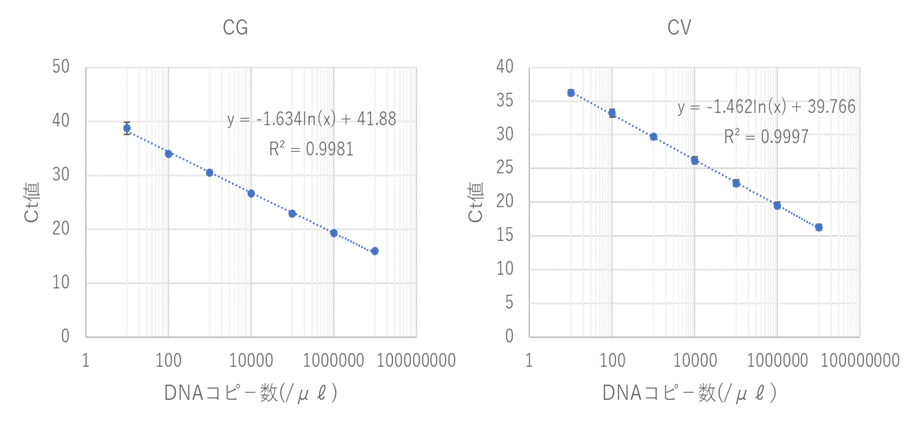 CG
50
40
30
20
10
0
Ct値
y = -1.634ln(x) + 41.88
R² = 0.9981
1 100 10000 1000000 100000000
DNAコピー数(/μℓ)
CV
40
35
30
25
20
15
10
5
0
Ct値
y = -1.462ln(x) + 39.766
R² = 0.9997
1 100 10000 1000000 100000000
DNAコピー数(/μℓ)